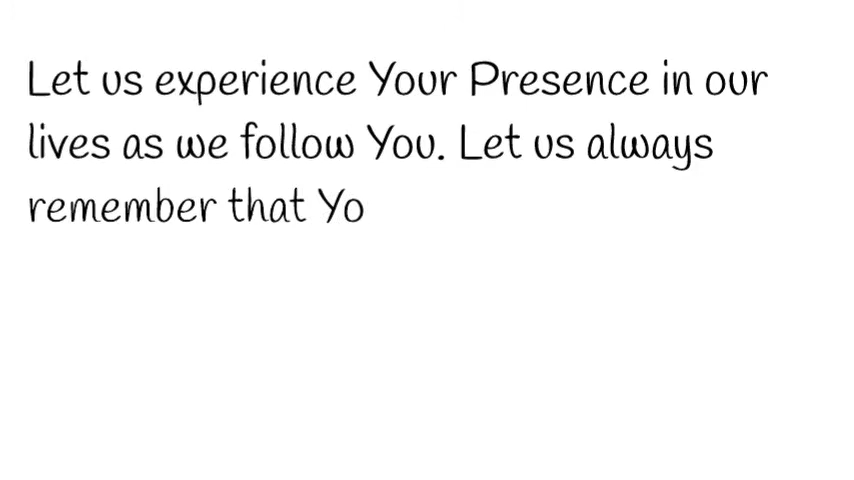 Let us experience Your Presence in our
lives as we follow You. Let us always
remember that Yo